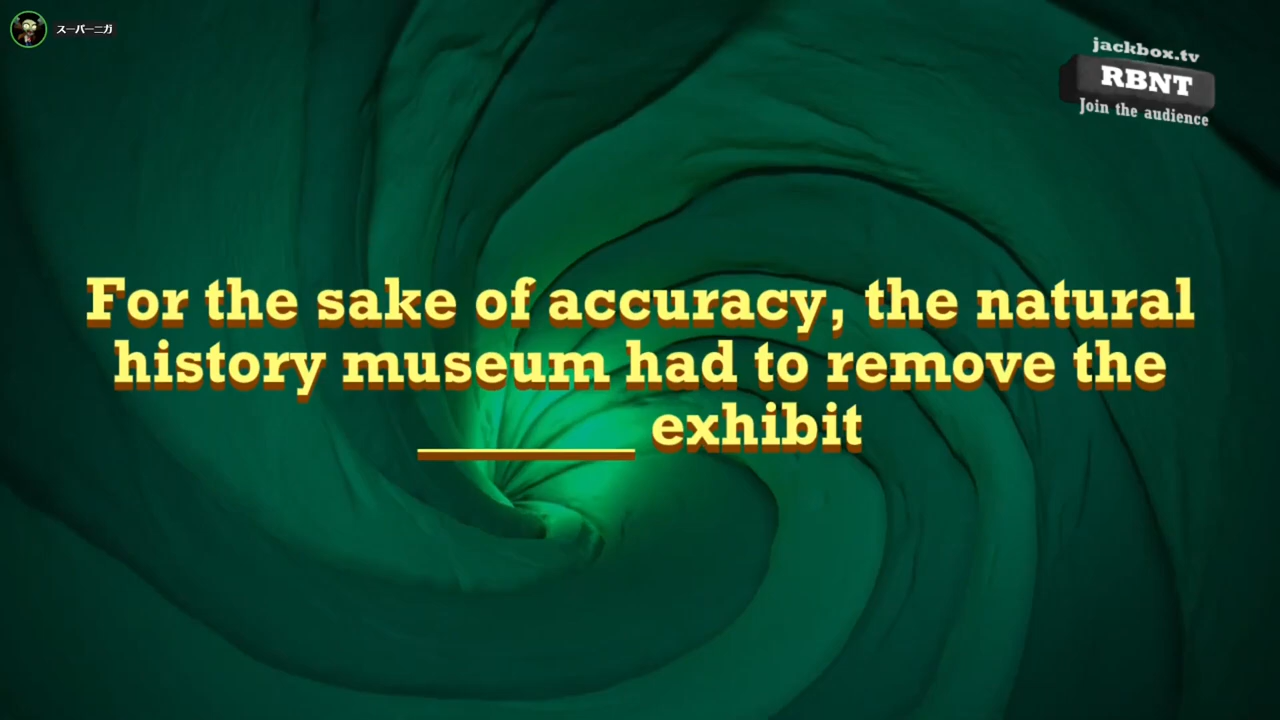 スーパーニガ
jackbox.tv
RBNT
Join the audience
For the sake of accuracy, the natural
history museum had to remove the
________ exhibit